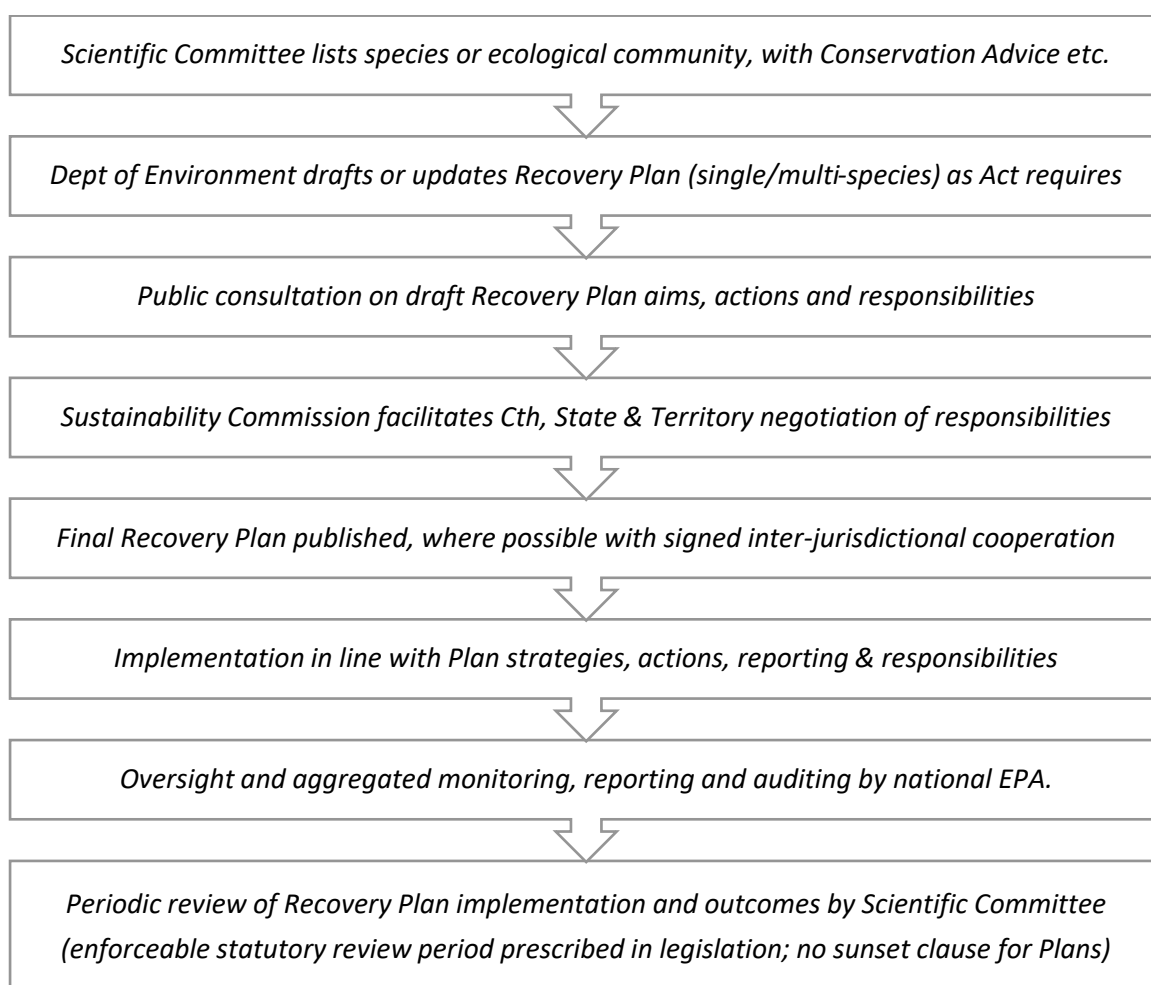 Scientific Committee lists species or ecological community, with Conservation Advice etc.
Dept of Environment drafts or updates Recovery Plan (single/multi-species) as Act requires
Public consultation on draft Recovery Plan aims, actions and responsibilities
Sustainability Commission facilitates Cth, State & Territory negotiation of responsibilities
Final Recovery Plan published, where possible with signed inter-jurisdictional cooperation
Implementation in line with Plan strategies, actions, reporting & responsibilities
Oversight and aggregated monitoring, reporting and auditing by national EPA.
Periodic review of Recovery Plan implementation and outcomes by Scientific Committee
(enforceable statutory review period prescribed in legislation; no sunset clause for Plans)